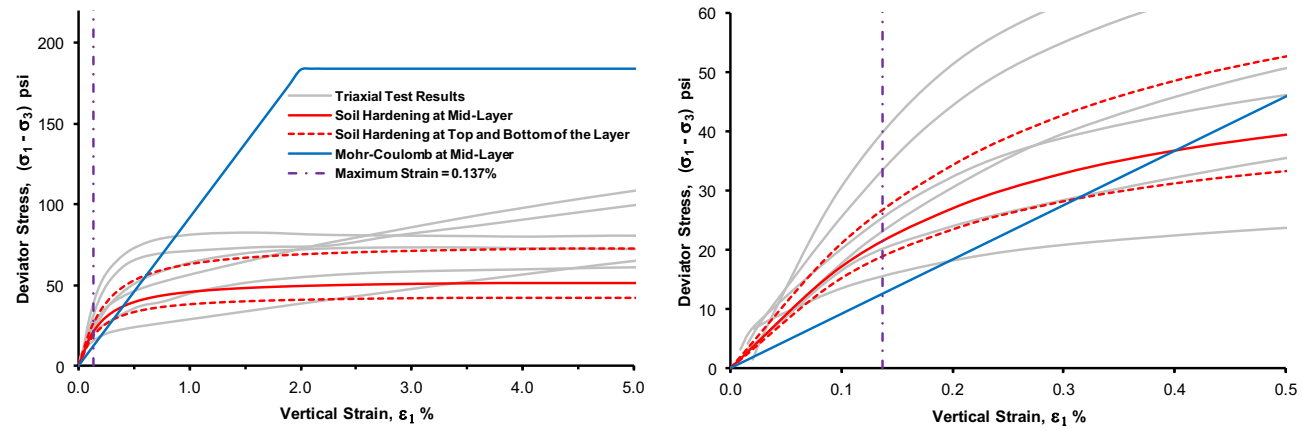 Deviator Stress, (σ1 - σ3) psi
200
150
100
50
0
0.0 1.0 2.0 3.0 4.0 5.0
Vertical Strain, ε1 %
Triaxial Test Results
Soil Hardening at Mid-Layer
Soil Hardening at Top and Bottom of the Layer
Mohr-Coulomb at Mid-Layer
Maximum Strain = 0.137%
Deviator Stress, (σ1 - σ3) psi
60
50
40
30
20
10
0
0.0 0.1 0.2 0.3 0.4 0.5
Vertical Strain, ε1 %